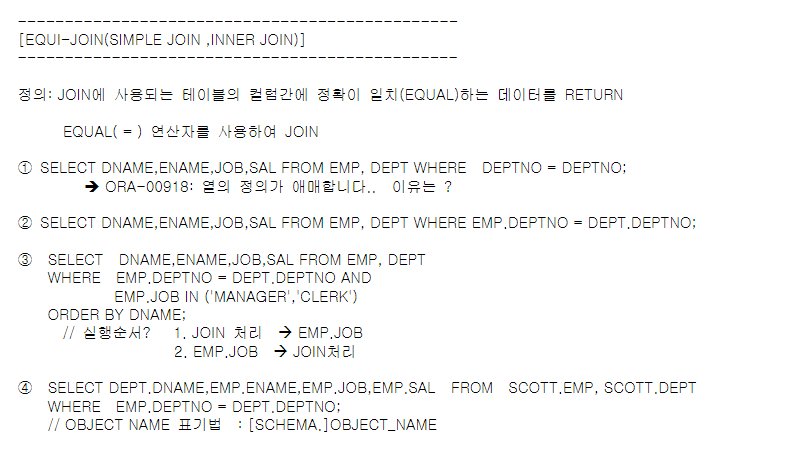 -----------------------------------------------
[EQUI-JOIN(SIMPLE JOIN ,INNER JOIN)]
-----------------------------------------------
정의: JOIN에 사용되는 테이블의 컬럼간에 정확이 일치(EQUAL)하는 데이터를 RETURN
EQUAL( = ) 연산자를 사용하여 JOIN
① SELECT DNAME,ENAME,JOB,SAL FROM EMP, DEPT WHERE DEPTNO = DEPTNO;
➔ ORA-00918: 열의 정의가 애매합니다.. 이유는 ?
② SELECT DNAME,ENAME,JOB,SAL FROM EMP, DEPT WHERE EMP.DEPTNO = DEPT.DEPTNO;
③ SELECT DNAME,ENAME,JOB,SAL FROM EMP, DEPT
WHERE EMP.DEPTNO = DEPT.DEPTNO AND
EMP.JOB IN ('MANAGER','CLERK')
ORDER BY DNAME;
// 실행순서? 1. JOIN 처리 ➔ EMP.JOB
2. EMP.JOB ➔ JOIN처리
④ SELECT DEPT.DNAME,EMP.ENAME,EMP.JOB,EMP.SAL FROM SCOTT.EMP, SCOTT.DEPT
WHERE EMP.DEPTNO = DEPT.DEPTNO;
// OBJECT NAME 표기법 : [SCHEMA.]OBJECT_NAME